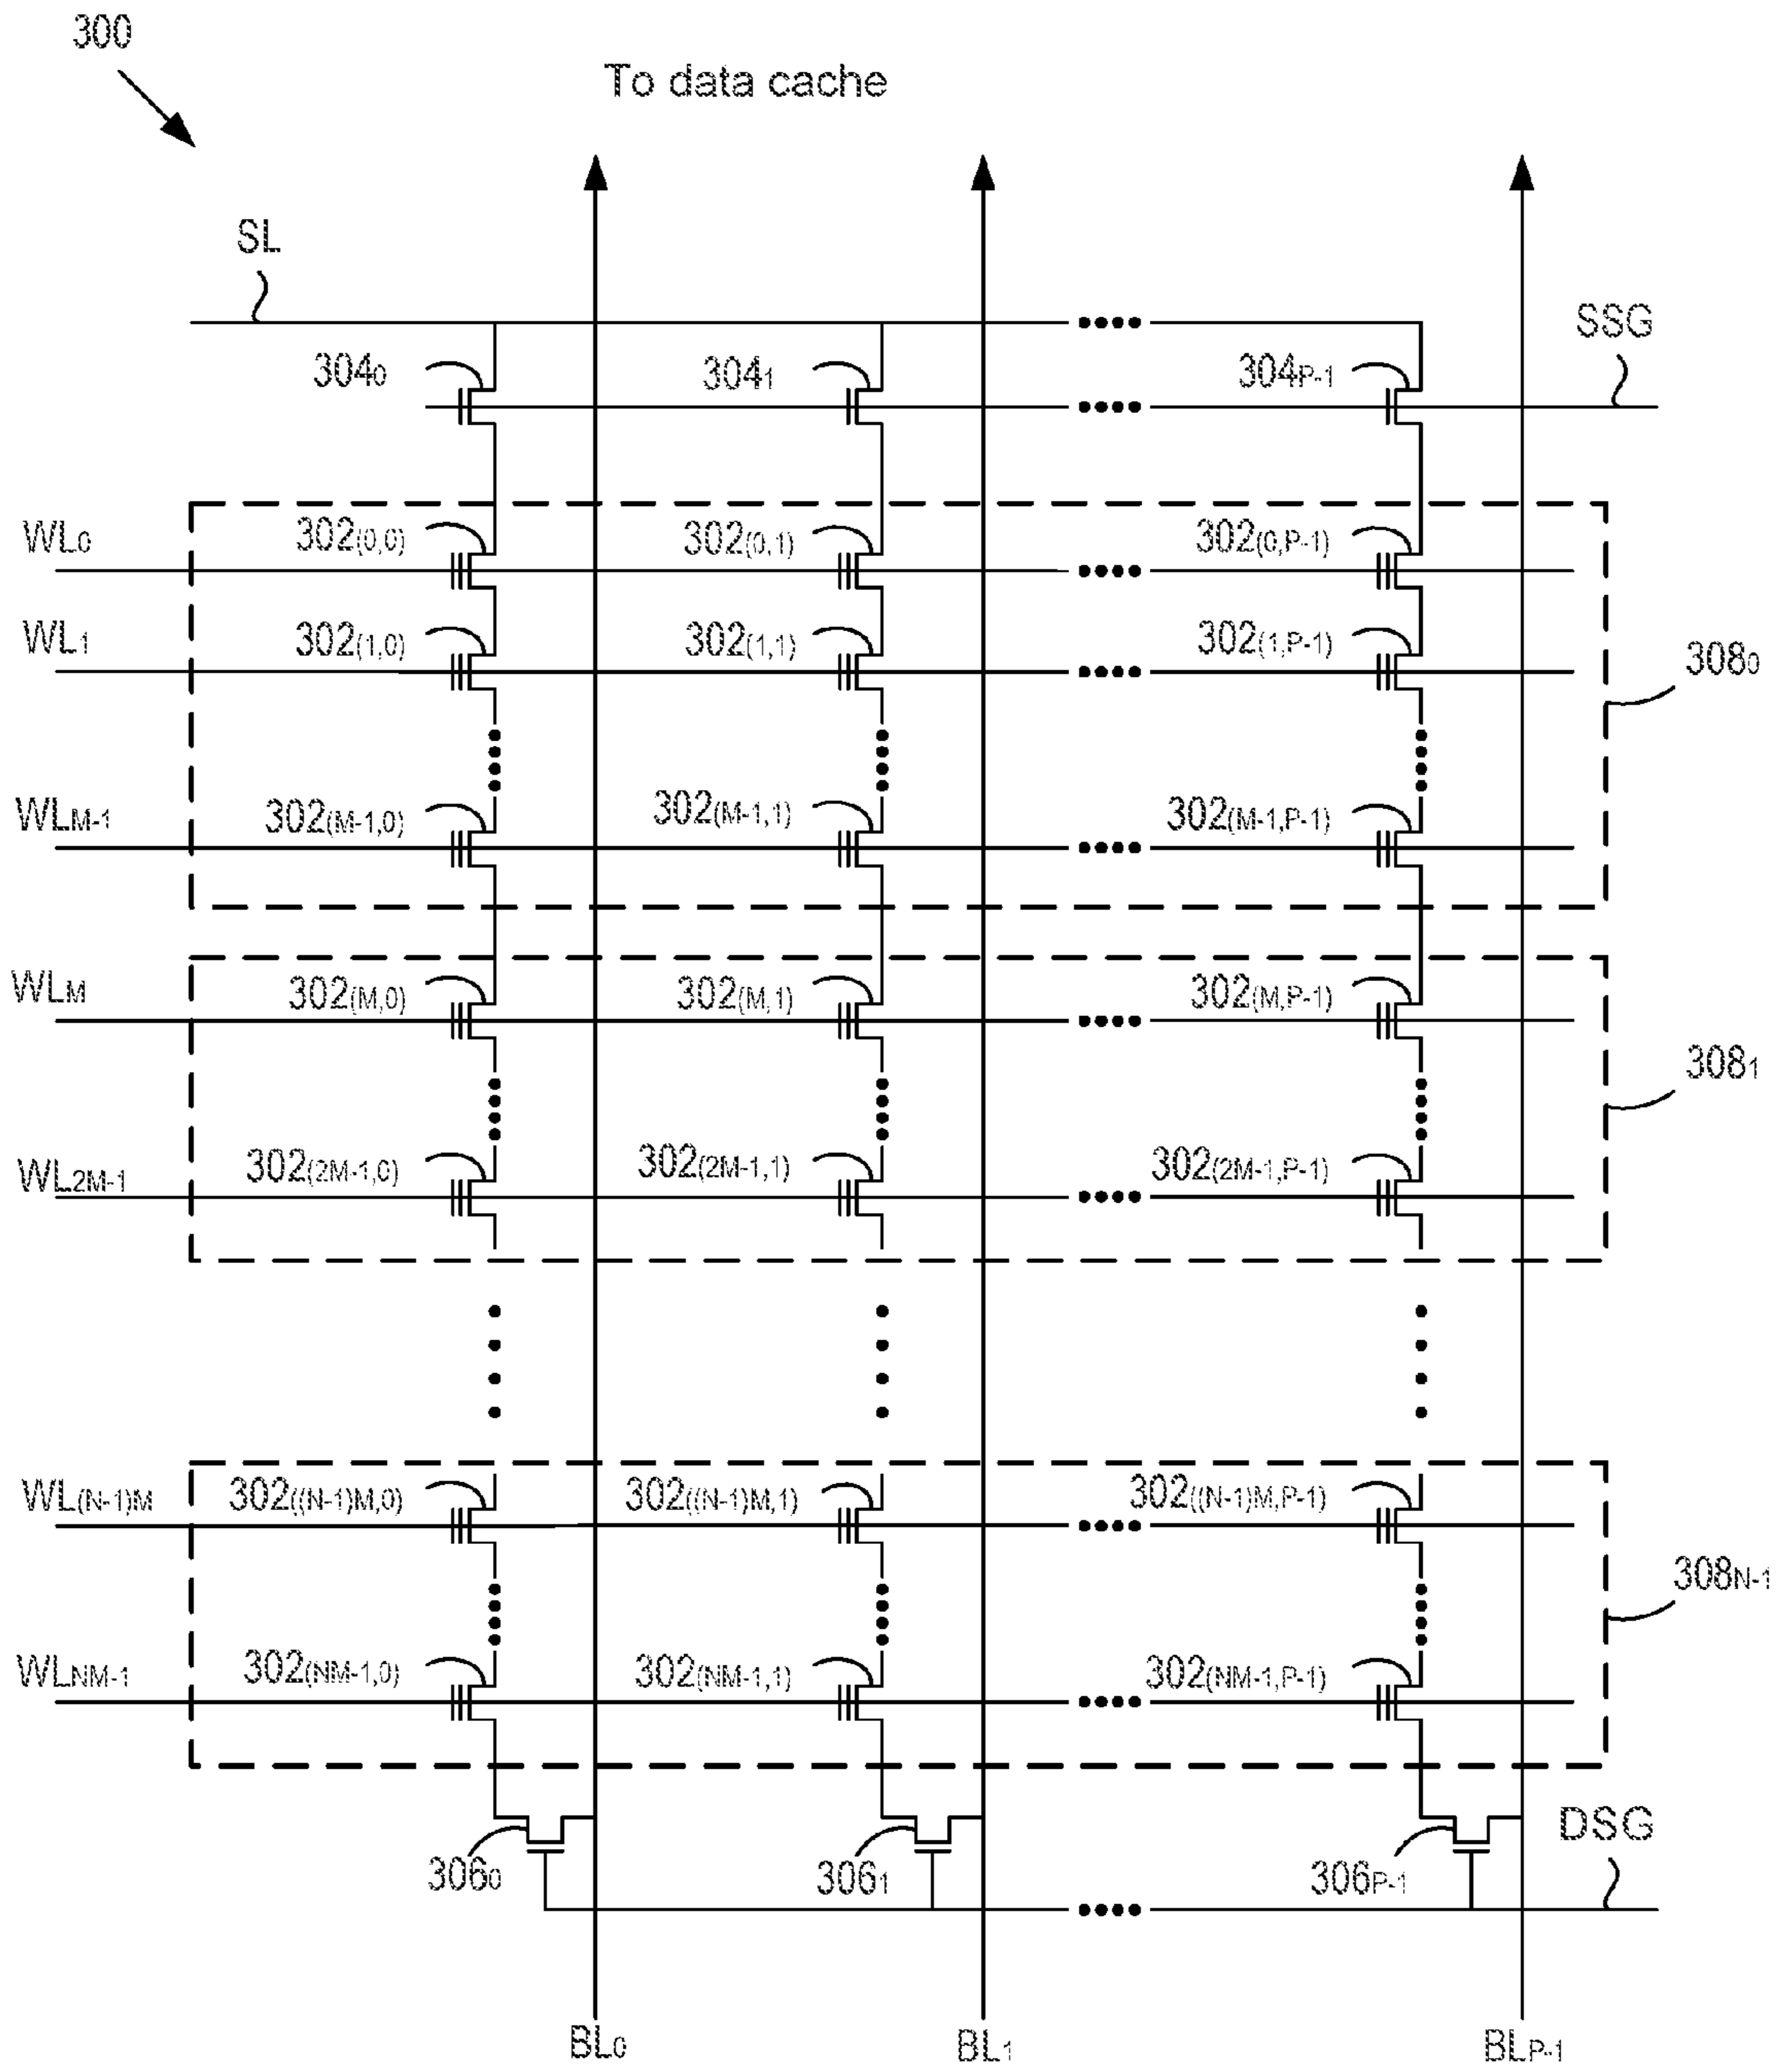 300
To data cache
SL
SSG
304₀
304₁
304P-1
WL₀
302(0,0)
302(0,1)
302(0,P-1)
WL₁
302(1,0)
302(1,1)
302(1,P-1)
308₀
WLM-1
302(M-1,0)
302(M-1,1)
302(M-1,P-1)
WLM
302(M,0)
302(M,1)
302(M,P-1)
308₁
WL2M-1
302(2M-1,0)
302(2M-1,1)
302(2M-1,P-1)
WL(N-1)M
302((N-1)M,0)
302((N-1)M,1)
302((N-1)M,P-1)
308N-1
WLNM-1
302(NM-1,0)
302(NM-1,1)
302(NM-1,P-1)
DSG
306₀
306₁
306P-1
BL₀
BL₁
BLP-1